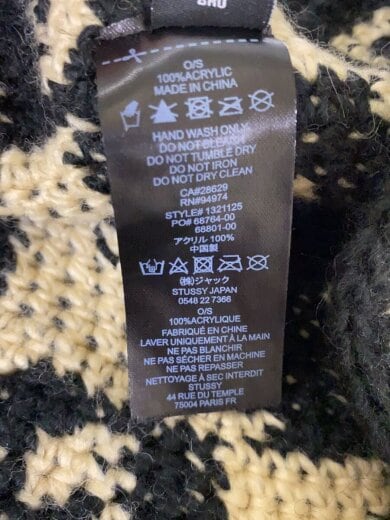 O/S
100%ACRYLIC
MADE IN CHINA
HAND WASH ONLY
DO NOT BLEACH
DO NOT TUMBLE DRY
DO NOT IRON
DO NOT DRY CLEAN
CA#28629
RN#94974
STYLE# 1321125
PO# 68764-00
68801-00
アクリル 100%
中国製
(株)ジャック
STUSSY JAPAN
0548 22 7366
O/S
100%ACRYLIQUE
FABRIQUÉ EN CHINE
LAVER UNIQUEMENT À LA MAIN
NE PAS BLANCHIR
NE PAS SÉCHER EN MACHINE
NE PAS REPASSER
NETTOYAGE À SEC INTERDIT
STUSSY
44 RUE DU TEMPLE
75004 PARIS FR